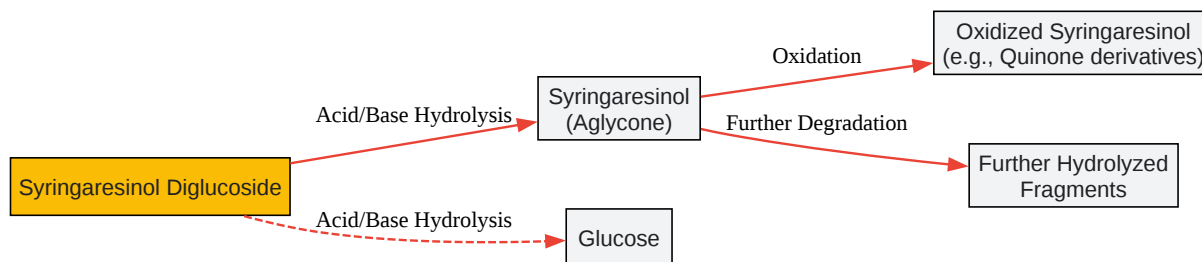 Syringaresinol Diglucoside
Acid/Base Hydrolysis
Acid/Base Hydrolysis
Syringaresinol
(Aglycone)
Glucose
Oxidation
Further Degradation
Oxidized Syringaresinol
(e.g., Quinone derivatives)
Further Hydrolyzed
Fragments